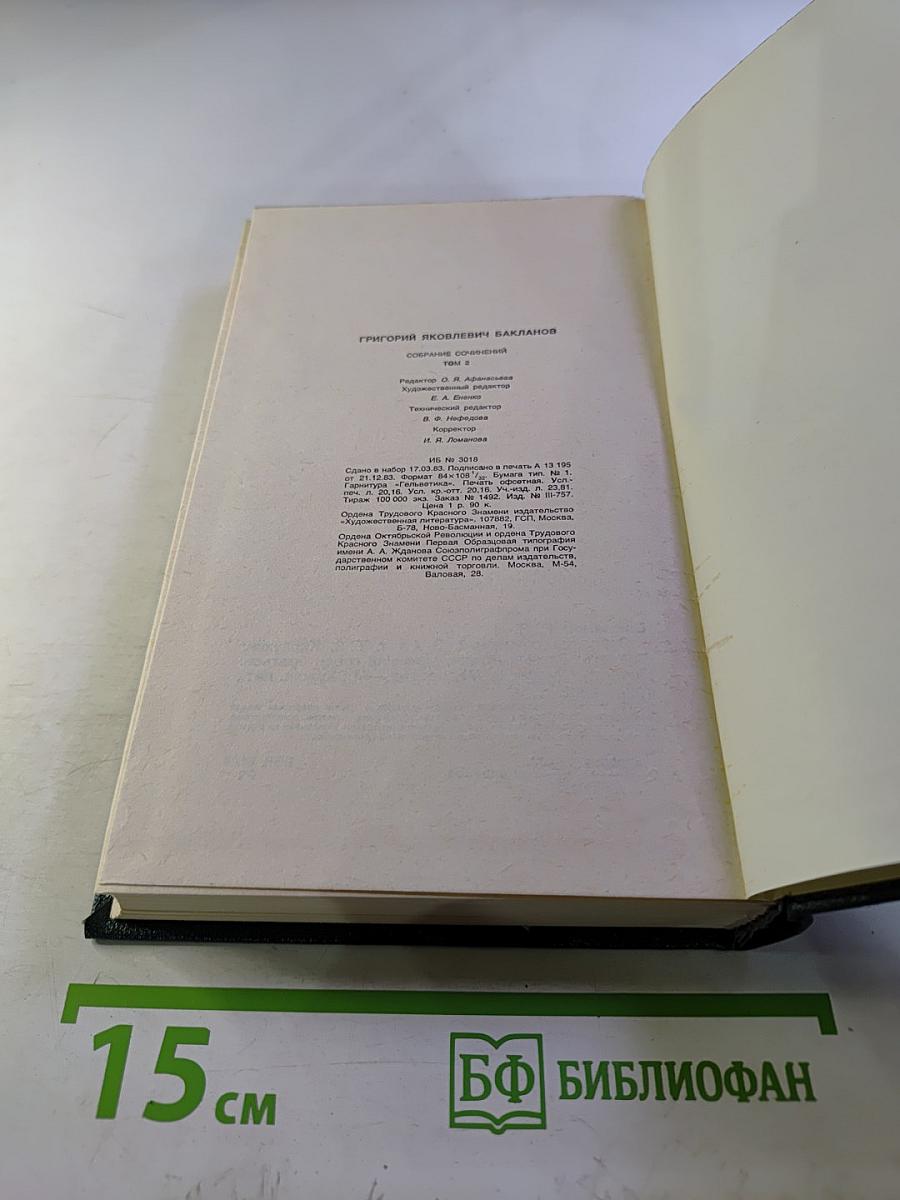 ГРИГОРИЙ ЯКОВЛЕВИЧ БАКЛАНОВ
СОБРАНИЕ СОЧИНЕНИЙ
ТОМ 2
Редактор О. Я. Афанасьева
Художественный редактор
Е. А. Ененко
Технический редактор
В. Ф. Нефедова
Корректор
И. Я. Ломанова
ИБ № 3018
Сдано в набор 17.03.83. Подписано в печать А 13 195
от 21.12.83. Формат 84×108 1/32. Бумага тип. № 1.
Гарнитура «Гельветика». Печать офсетная. Усл.-
печ. л. 20,16. Усл. кр.-отт. 20,16. Уч.-изд. л. 23,81.
Тираж 100 000 экз. Заказ № 1492. Изд. № III-757.
Цена 1 р. 90 к.
Ордена Трудового Красного Знамени издательство
«Художественная литература», 107882, ГСП, Москва,
Б-78, Ново-Басманная, 19.
Ордена Октябрьской Революции и ордена Трудового
Красного Знамени Первая Образцовая типография
имени А. А. Жданова Союзполиграфпрома при Госу-
дарственном комитете СССР по делам издательств,
полиграфии и книжной торговли. Москва, М-54,
Валовая, 28.
15 см
БФ БИБЛИОФАН